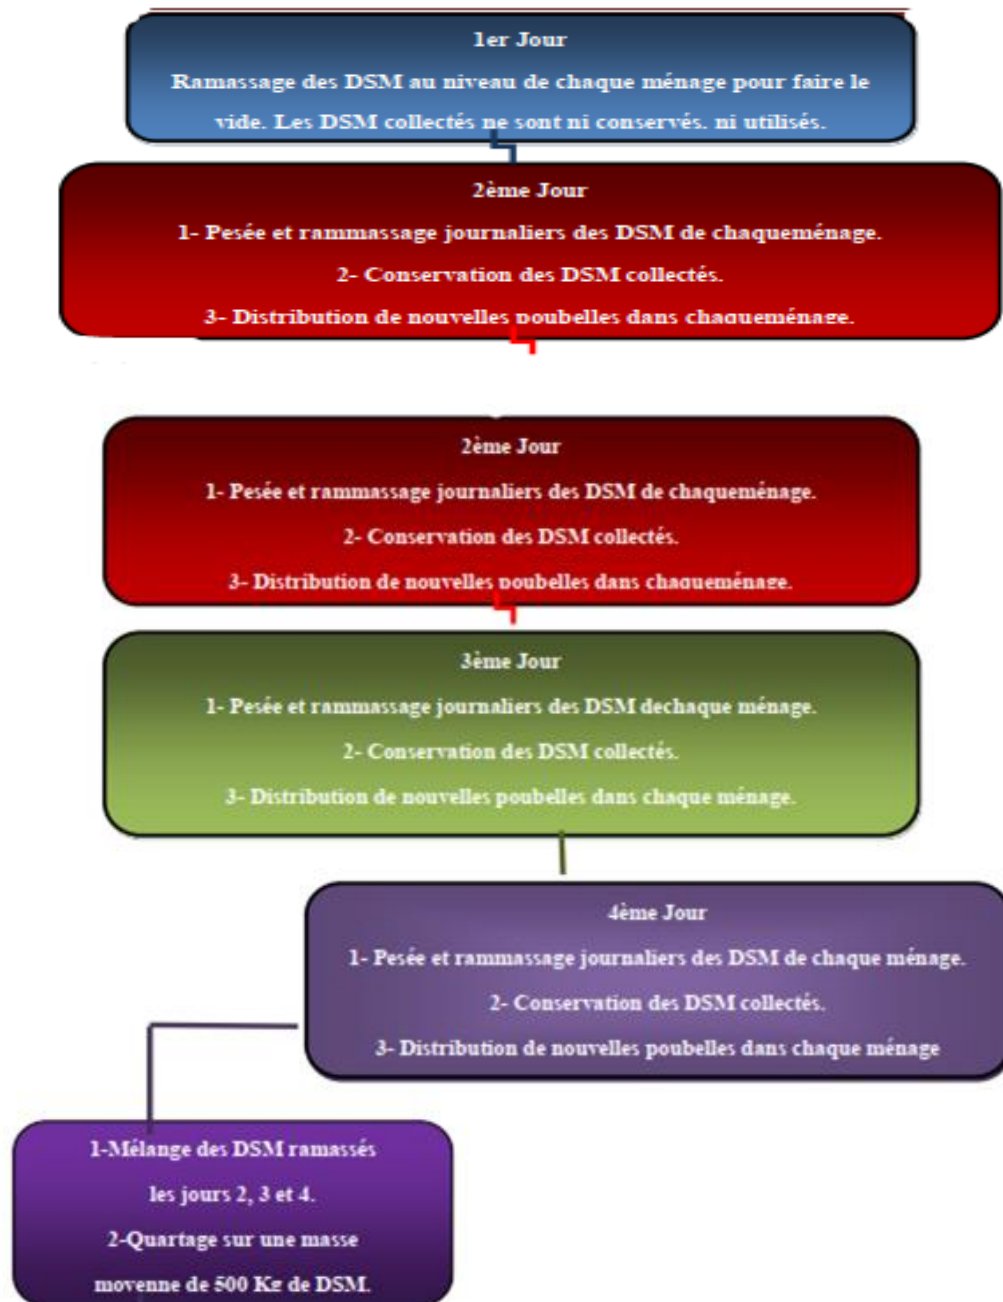 1er Jour
Ramassage des DSM au niveau de chaque ménage pour faire le
vide. Les DSM collectés ne sont ni conservés. ni utilisés.
2ème Jour
1- Pesée et rammassage journaliers des DSM de chaqueménage.
2- Conservation des DSM collectés.
3- Distribution de nouvelles poubelles dans chaqueménage.
2ème Jour
1- Pesée et rammassage journaliers des DSM de chaqueménage.
2- Conservation des DSM collectés.
3- Distribution de nouvelles poubelles dans chaqueménage.
3ème Jour
1- Pesée et rammassage journaliers des DSM dechaque ménage.
2- Conservation des DSM collectés.
3- Distribution de nouvelles poubelles dans chaque ménage.
4ème Jour
1- Pesée et rammassage journaliers des DSM de chaque ménage.
2- Conservation des DSM collectés.
3- Distribution de nouvelles poubelles dans chaque ménage
1-Mélange des DSM ramassés
les jours 2, 3 et 4.
2-Quartage sur une masse
moyenne de 500 Kg de DSM.